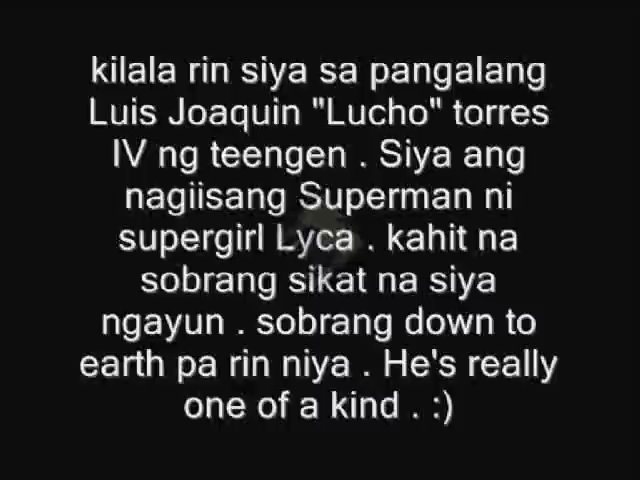 kilala rin siya sa pangalang
Luis Joaquin "Lucho" torres
IV ng teengen . Siya ang
nagiisang Superman ni
supergirl Lyca . kahit na
sobrang sikat na siya
ngayun . sobrang down to
earth pa rin niya . He's really
one of a kind . :)